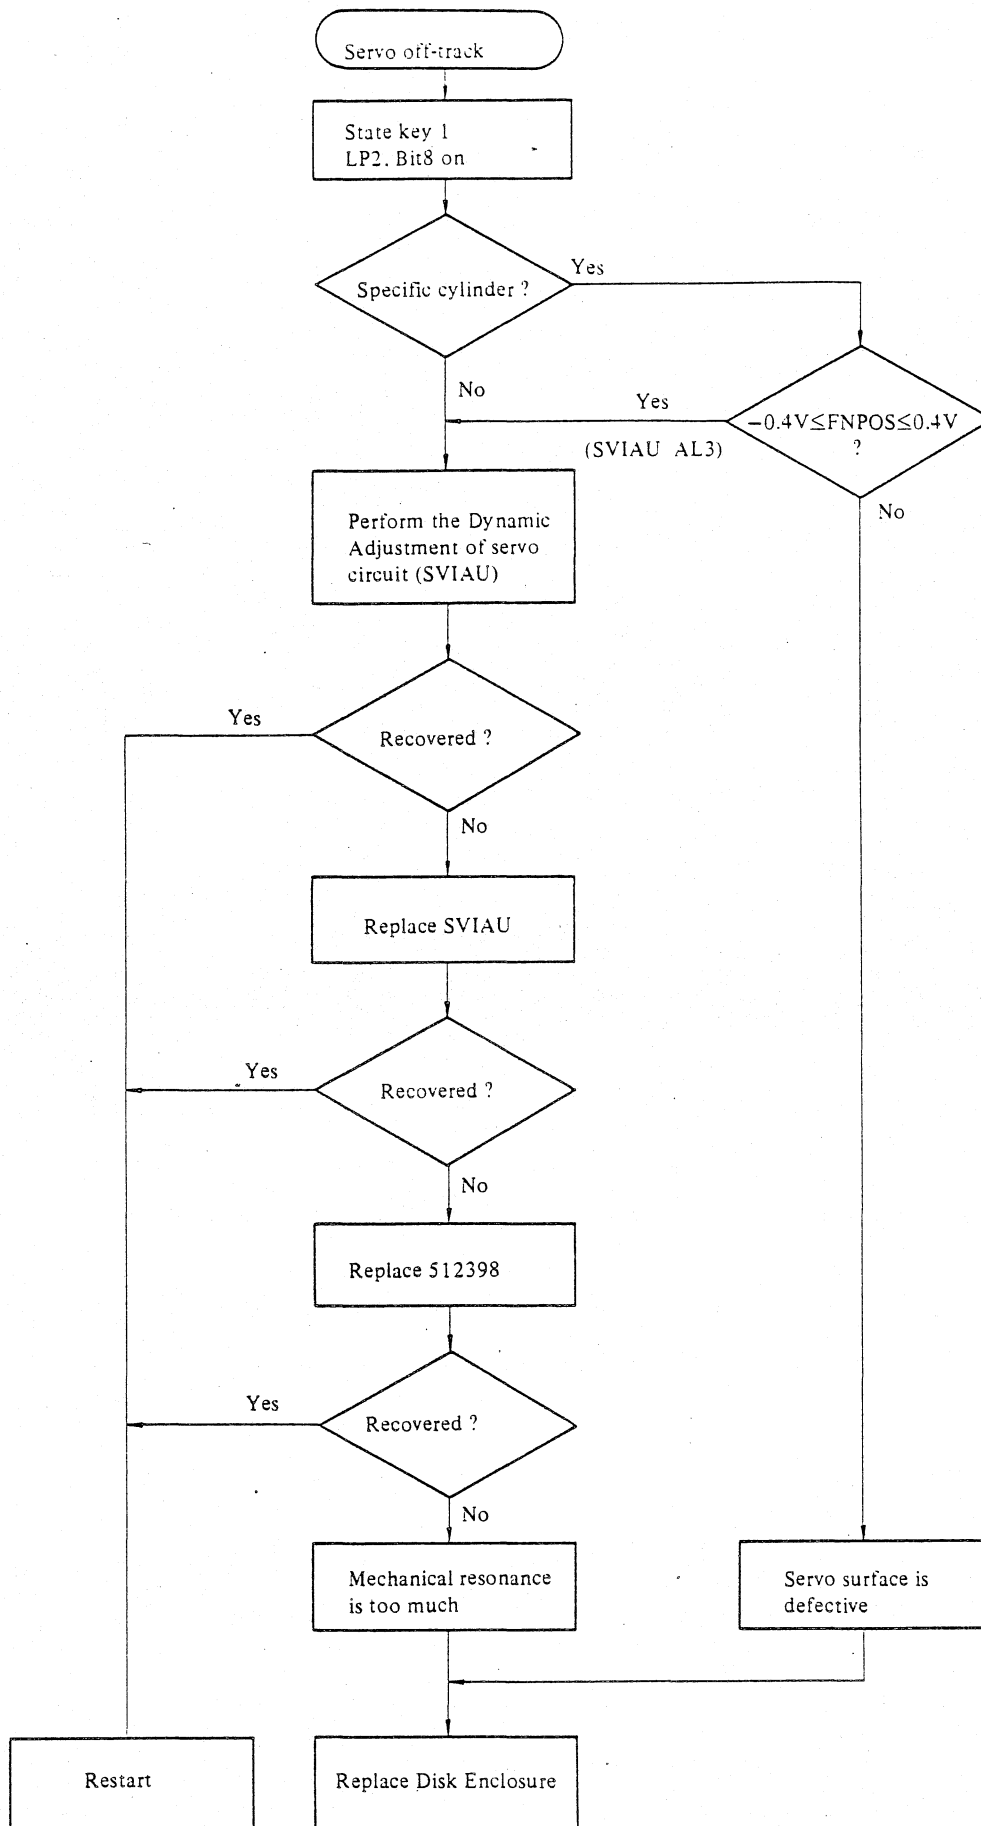 Servo off-track
State key 1
LP2. Bit8 on
Specific cylinder ?
Yes
No
Yes
−0.4V≤FNPOS≤0.4V
?
(SVIAU AL3)
No
Perform the Dynamic
Adjustment of servo
circuit (SVIAU)
Yes
Recovered ?
No
Replace SVIAU
Yes
Recovered ?
No
Replace 512398
Yes
Recovered ?
No
Mechanical resonance
is too much
Servo surface is
defective
Restart
Replace Disk Enclosure